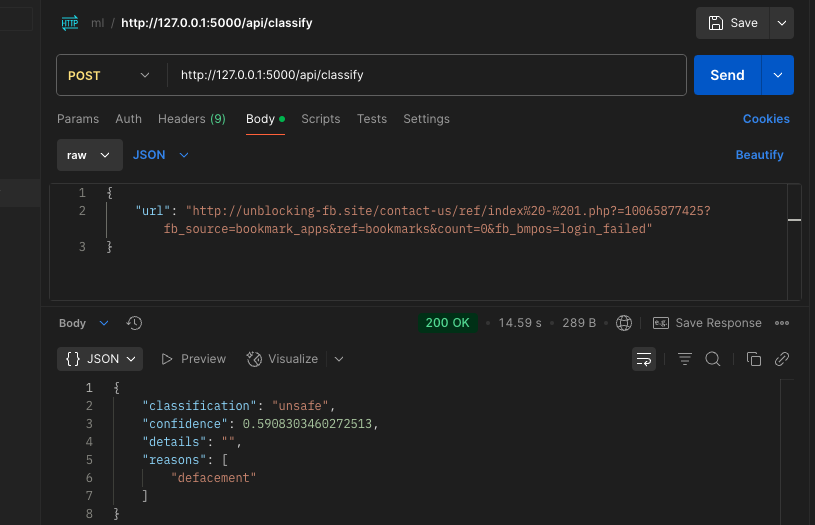 HTTP ml / http://127.0.0.1:5000/api/classify Save
POST http://127.0.0.1:5000/api/classify Send
Params Auth Headers (9) Body Scripts Tests Settings Cookies
raw JSON Beautify
1 {
2 "url": "http://unblocking-fb.site/contact-us/ref/index%20-%201.php?=10065877425?
fb_source=bookmark_apps&ref=bookmarks&count=0&fb_bmpos=login_failed"
3 }
Body 200 OK • 14.59 s • 289 B • e.g. Save Response
{} JSON Preview Visualize
1 {
2 "classification": "unsafe",
3 "confidence": 0.5908303460272513,
4 "details": "",
5 "reasons": [
6 "defacement"
7 ]
8 }